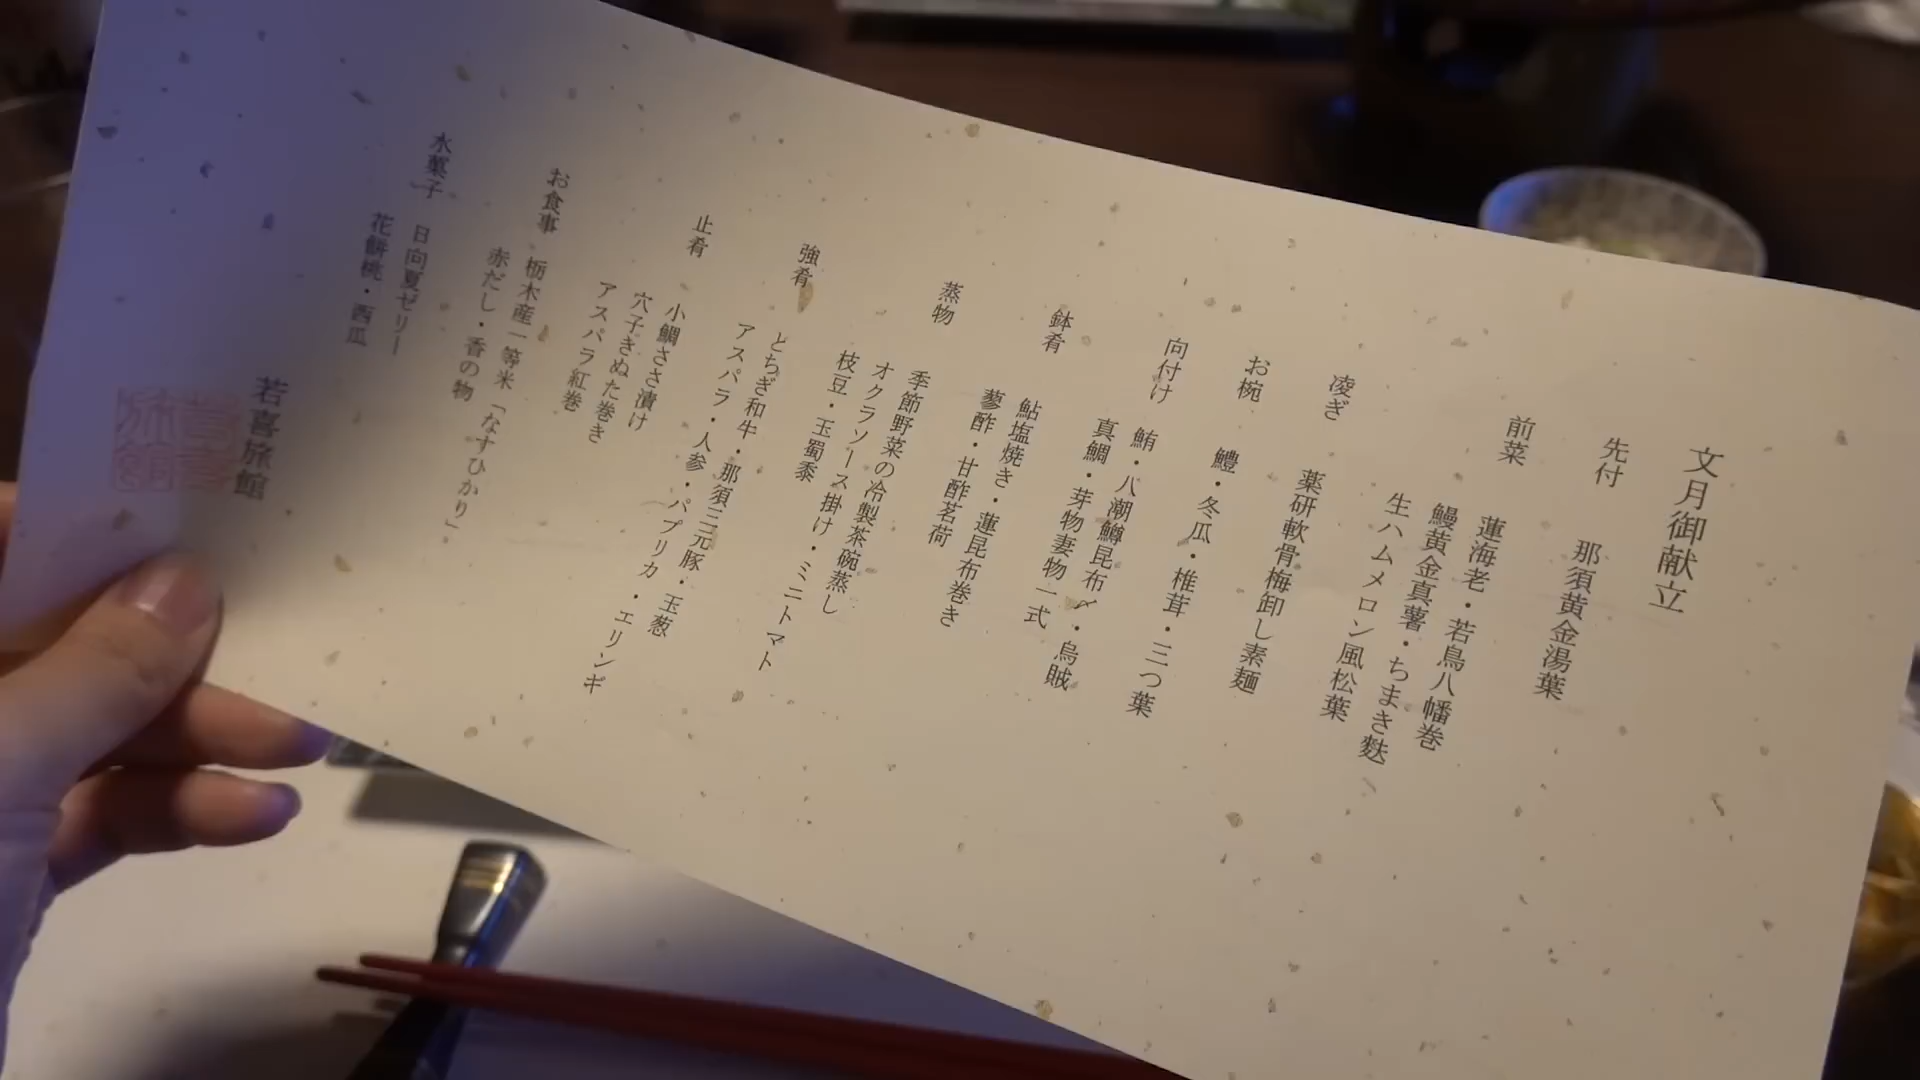 文月御献立
先付 那須黄金湯葉
前菜 蓮海老・若鳥八幡巻
鰻黄金真薯・ちまき麩
生ハムメロン風松葉
凌ぎ 薬研軟骨梅卸し素麺
お椀 鱧・冬瓜・椎茸・三つ葉
向付け 鮪・八潮鱒昆布〆・烏賊
真鯛・芽物妻物一式
鉢肴 鮎塩焼き・蓮昆布巻き
蓼酢・甘酢茗荷
蒸物 季節野菜の冷製茶碗蒸し
オクラソース掛け・ミニトマト
枝豆・玉蜀黍
強肴 とちぎ和牛・那須三元豚・玉葱
アスパラ・人参・パプリカ・エリンギ
止肴 小鯛ささ漬け
穴子きぬた巻き
アスパラ紅巻
お食事 栃木産一等米「なすひかり」
赤だし・香の物
水菓子 日向夏ゼリー
花餅桃・西瓜
若喜旅館
若喜旅館